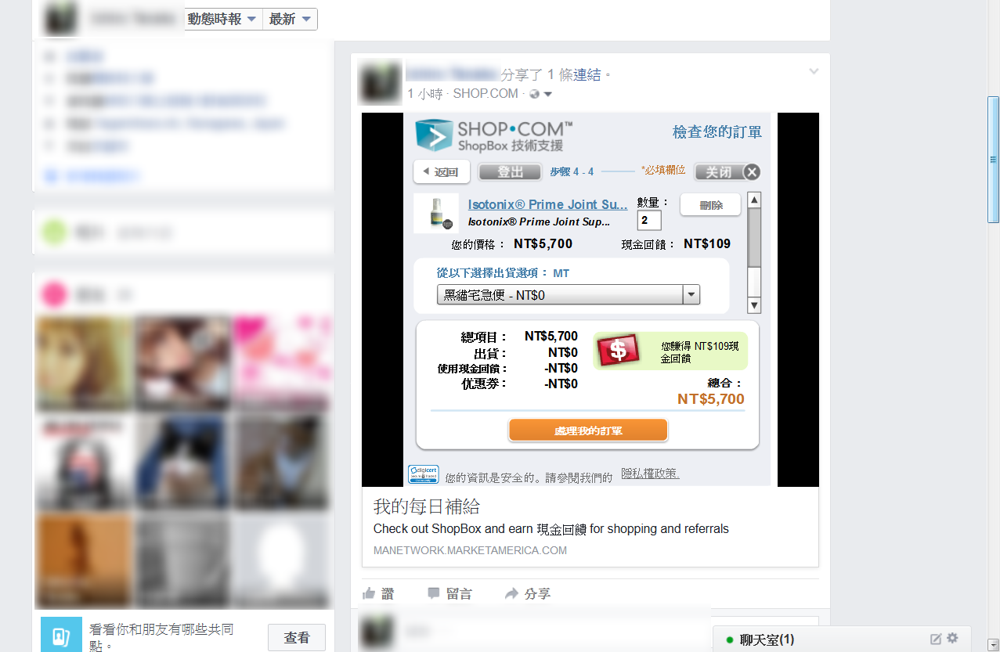 動態時報
最新
分享了 1 條連結。
1 小時 · SHOP.COM ·
SHOP•COM™
ShopBox 技術支援
檢查您的訂單
返回
登出
步驟 4 - 4
*必填欄位
关闭
Isotonix® Prime Joint Su...
數量：
刪除
Isotonix® Prime Joint Sup...
2
您的價格： NT$5,700
現金回饋： NT$109
從以下選擇出貨選項： MT
黑貓宅急便 - NT$0
總項目： NT$5,700
出貨： NT$0
使用現金回饋： -NT$0
优惠券： -NT$0
您賺得 NT$109現
金回饋
總合：
NT$5,700
處理我的訂單
digicert
您的資訊是安全的。請參閱我們的 隱私權政策.
我的每日補給
Check out ShopBox and earn 現金回饋 for shopping and referrals
MANETWORK.MARKETAMERICA.COM
讚
留言
分享
看看你和朋友有哪些共同
點。
查看
聊天室(1)